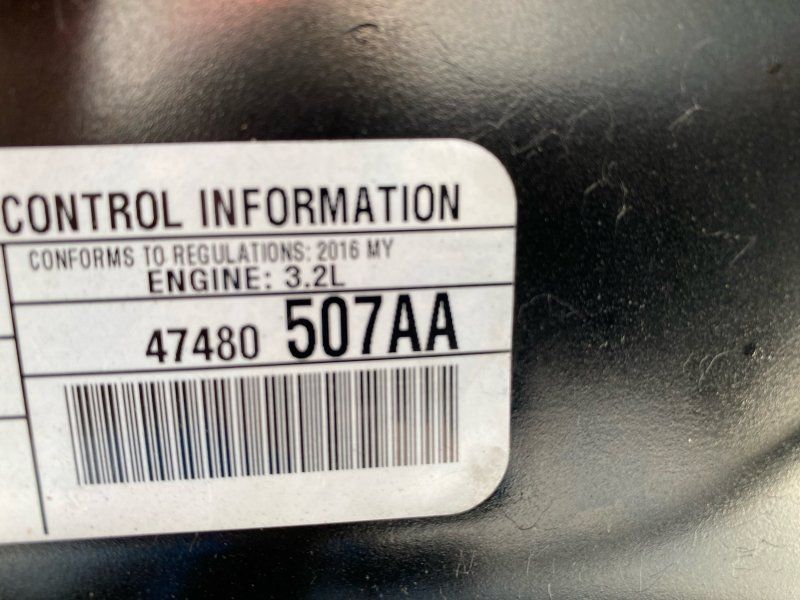 CONTROL INFORMATION
CONFORMS TO REGULATIONS: 2016 MY
ENGINE: 3.2L
47480 507AA